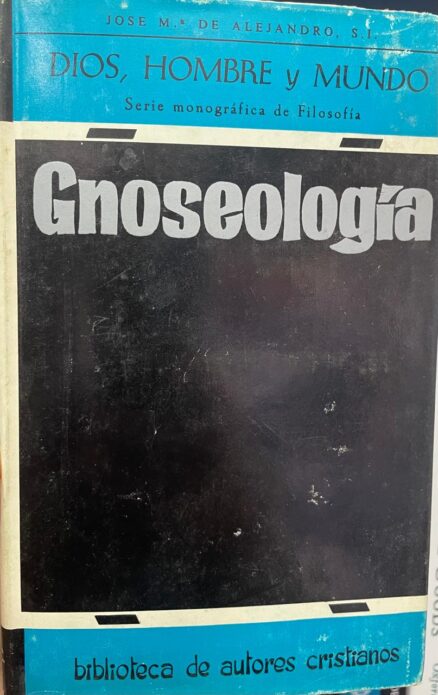 JOSE M.ª DE ALEJANDRO, S.I.
DIOS, HOMBRE y MUNDO
Serie monográfica de Filosofía
Gnoseología
biblioteca de autores cristianos